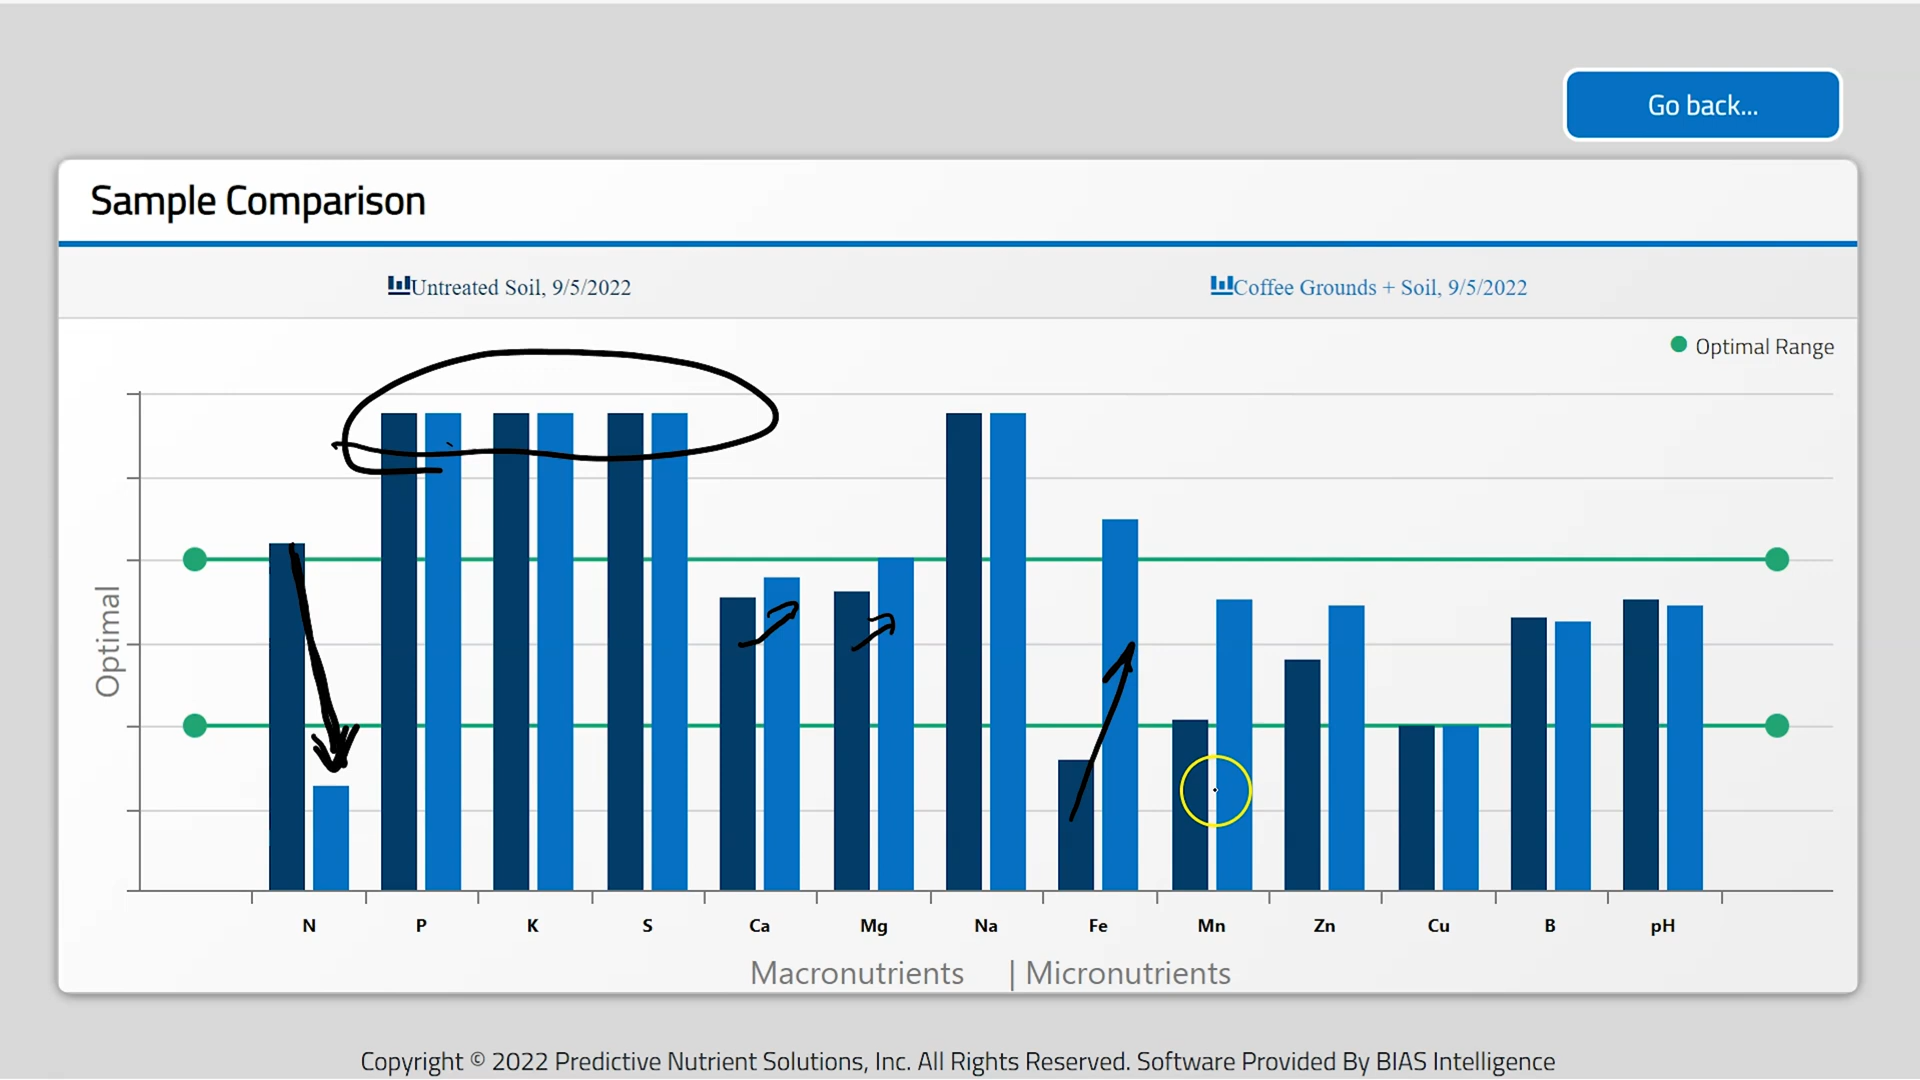 Go back...
Sample Comparison
Untreated Soil, 9/5/2022
Coffee Grounds + Soil, 9/5/2022
Optimal Range
Optimal
N P K S Ca Mg Na Fe Mn Zn Cu B pH
Macronutrients | Micronutrients
Copyright © 2022 Predictive Nutrient Solutions, Inc. All Rights Reserved. Software Provided By BIAS Intelligence